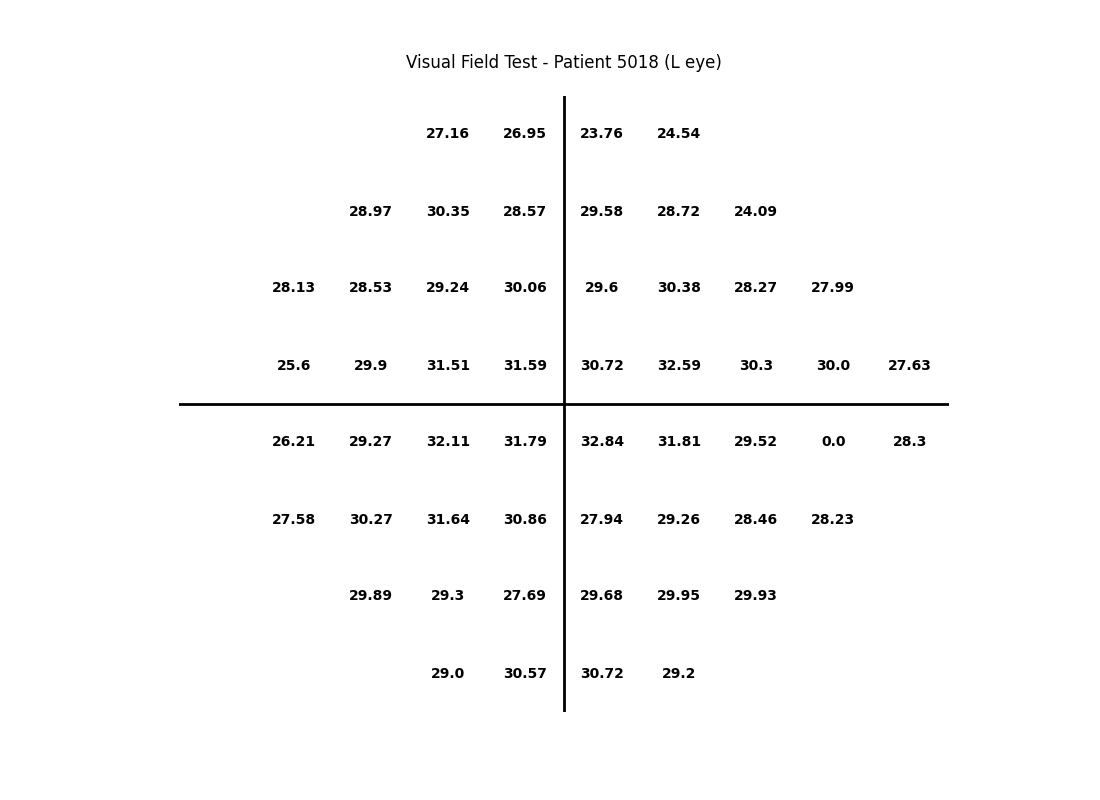 Visual Field Test - Patient 5018 (L eye)
27.16 26.95 23.76 24.54
28.97 30.35 28.57 29.58 28.72 24.09
28.13 28.53 29.24 30.06 29.6 30.38 28.27 27.99
25.6 29.9 31.51 31.59 30.72 32.59 30.3 30.0 27.63
26.21 29.27 32.11 31.79 32.84 31.81 29.52 0.0 28.3
27.58 30.27 31.64 30.86 27.94 29.26 28.46 28.23
29.89 29.3 27.69 29.68 29.95 29.93
29.0 30.57 30.72 29.2